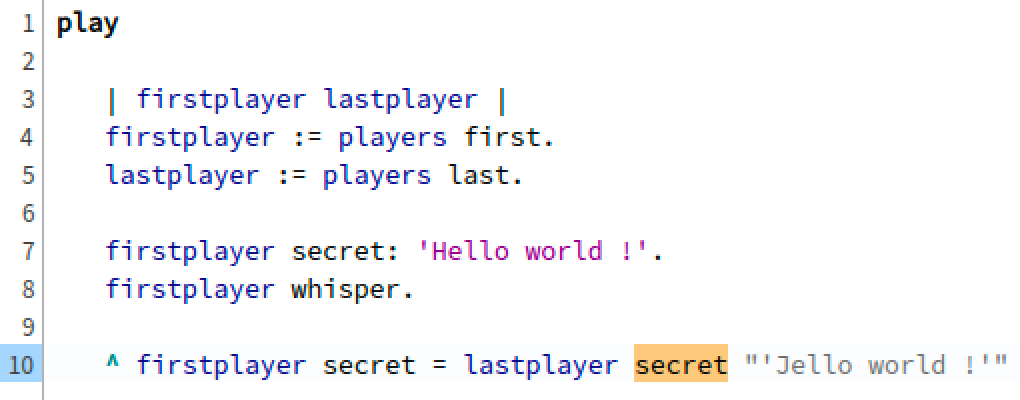 1 play
2
3 | firstplayer lastplayer |
4 firstplayer := players first.
5 lastplayer := players last.
6
7 firstplayer secret: 'Hello world !'.
8 firstplayer whisper.
9
10 ^ firstplayer secret = lastplayer secret "'Jello world !'"